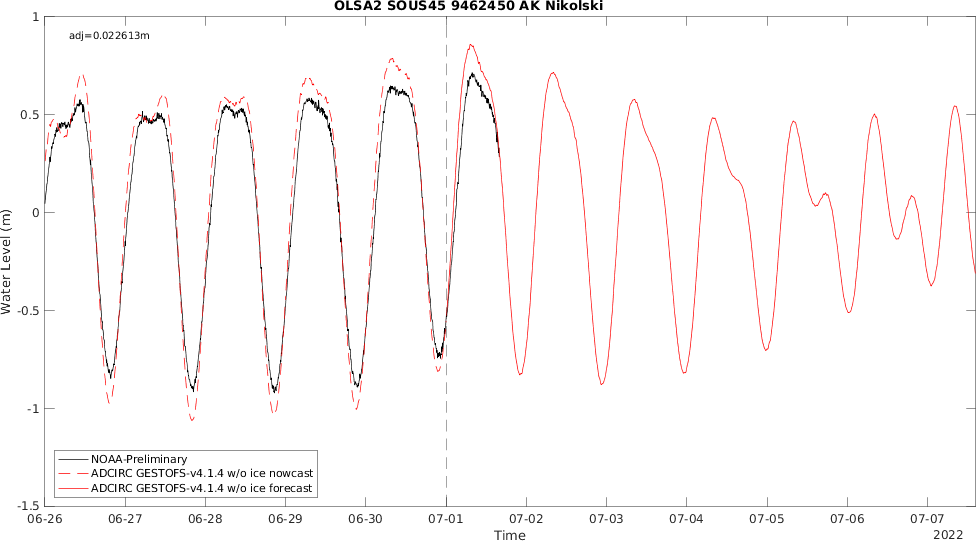 OLSA2 SOUS45 9462450 AK Nikolski
adj=0.022613m
1
0.5
0
-0.5
-1
-1.5
Water Level (m)
NOAA-Preliminary
ADCIRC GESTOFS-v4.1.4 w/o ice nowcast
ADCIRC GESTOFS-v4.1.4 w/o ice forecast
06-26 06-27 06-28 06-29 06-30 07-01 07-02 07-03 07-04 07-05 07-06 07-07
Time
2022